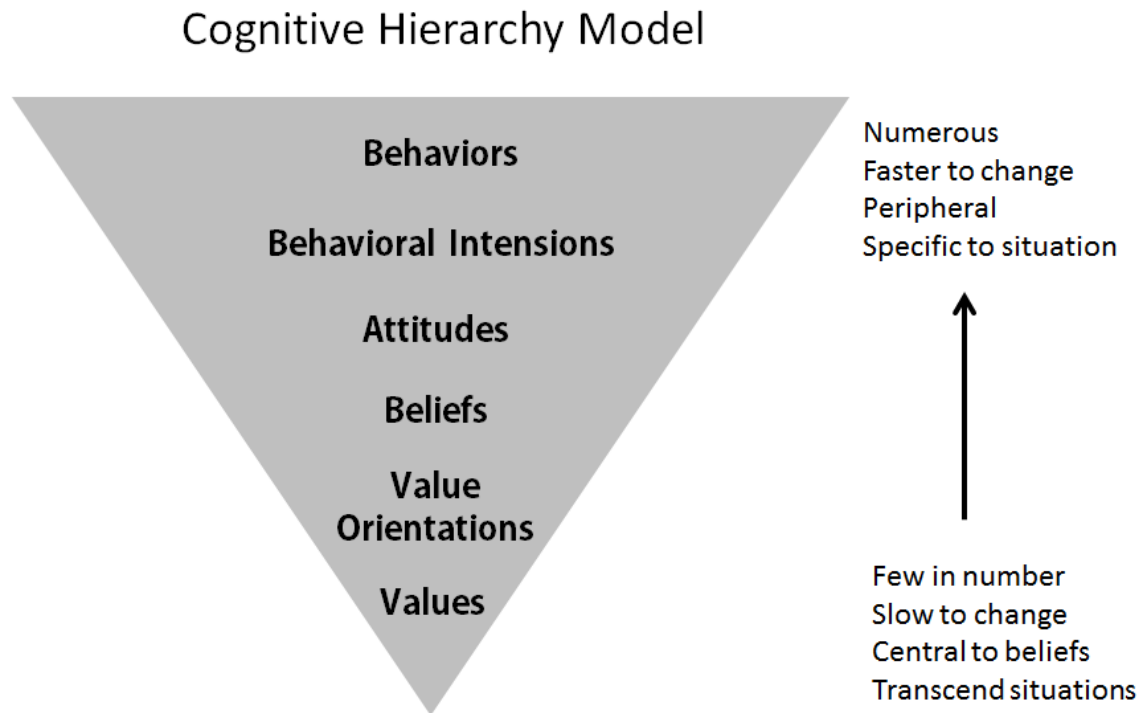 Cognitive Hierarchy Model
Behaviors
Behavioral Intensions
Attitudes
Beliefs
Value
Orientations
Values
Numerous
Faster to change
Peripheral
Specific to situation
Few in number
Slow to change
Central to beliefs
Transcend situations